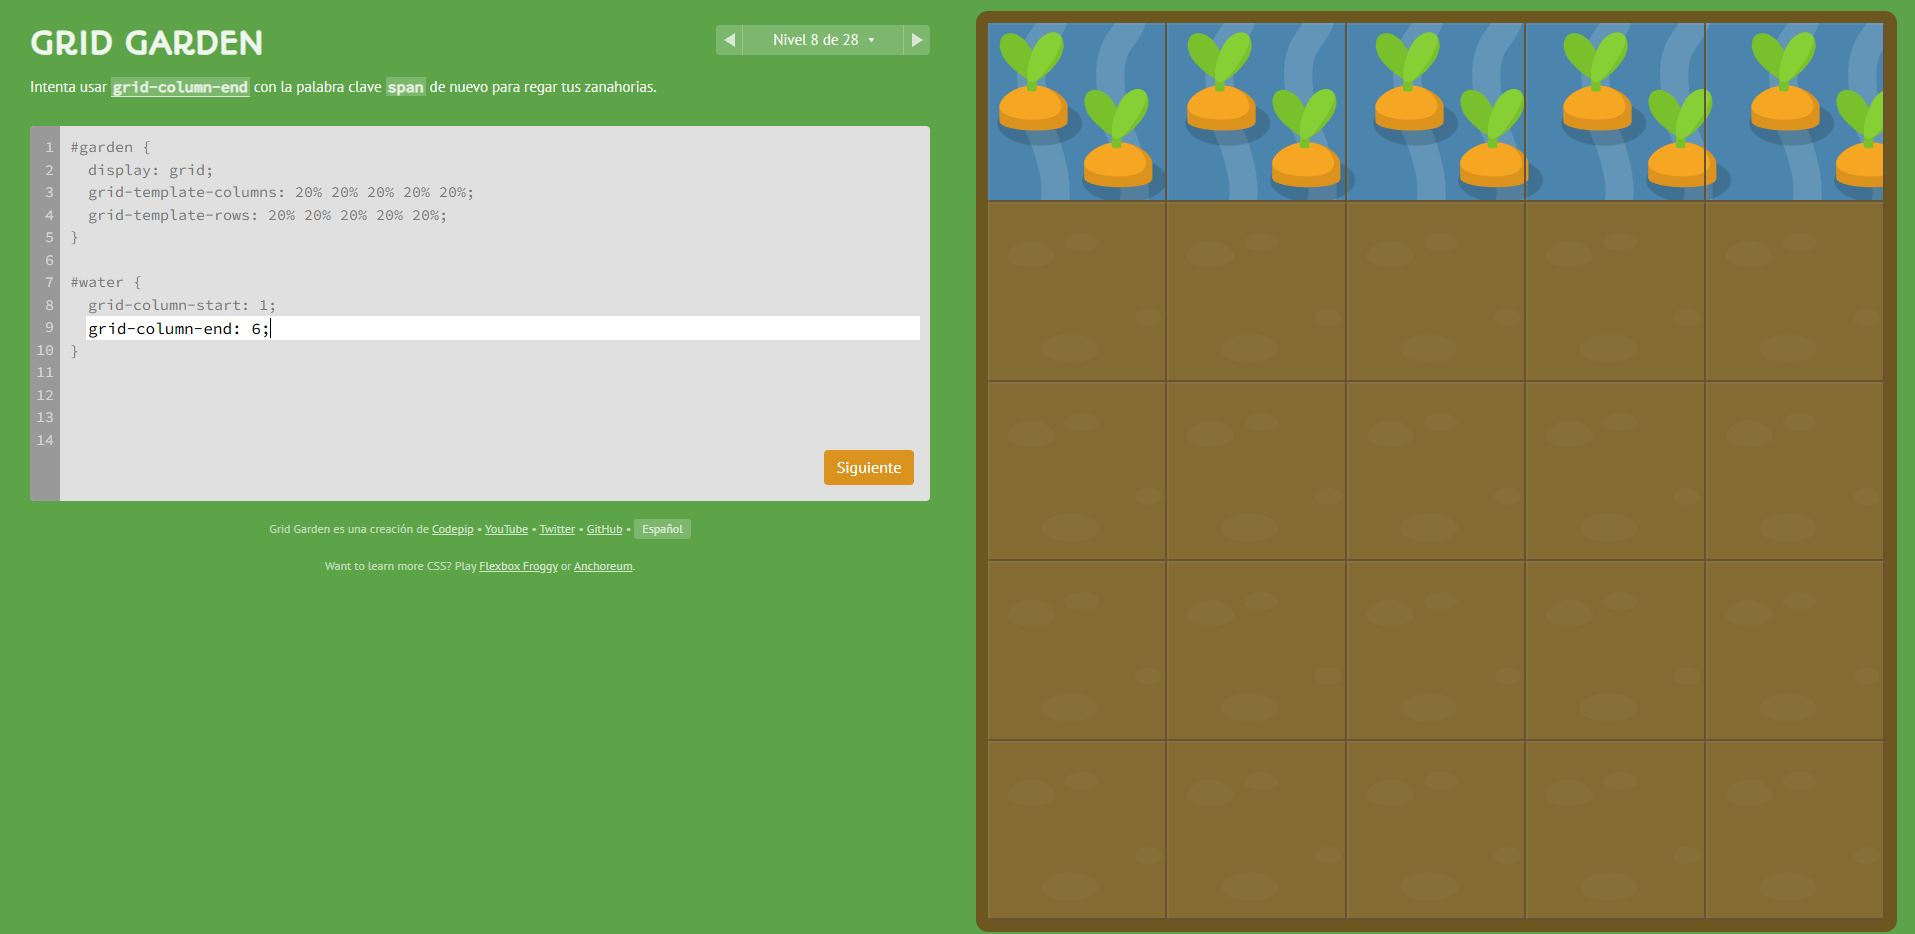 GRID GARDEN
Nivel 8 de 28
Intenta usar grid-column-end con la palabra clave span de nuevo para regar tus zanahorias.
1 #garden {
2 display: grid;
3 grid-template-columns: 20% 20% 20% 20% 20%;
4 grid-template-rows: 20% 20% 20% 20% 20%;
5 }
6
7 #water {
8 grid-column-start: 1;
9 grid-column-end: 6;
10 }
11
12
13
14
Siguiente
Grid Garden es una creación de Codepip • YouTube • Twitter • GitHub • Español
Want to learn more CSS? Play Flexbox Froggy or Anchoreum.